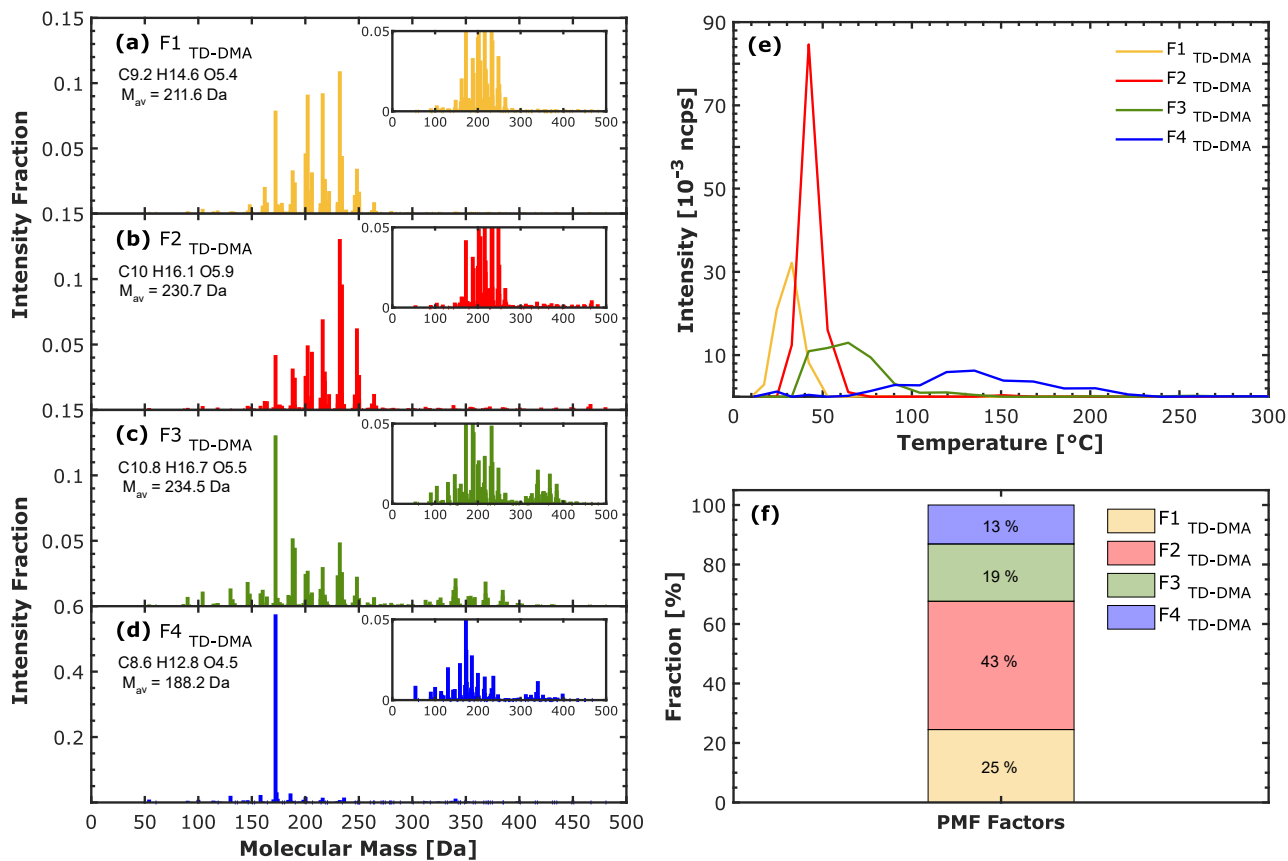 (a) F1 TD-DMA
C9.2 H14.6 O5.4
Mav = 211.6 Da
0.15
0.1
0.05
0.05
0
0 100 200 300 400 500
Intensity Fraction
(b) F2 TD-DMA
C10 H16.1 O5.9
Mav = 230.7 Da
0.15
0.1
0.05
0.05
0
0 100 200 300 400 500
(c) F3 TD-DMA
C10.8 H16.7 O5.5
Mav = 234.5 Da
0.15
0.1
0.05
0.05
0
0 100 200 300 400 500
Intensity Fraction
(d) F4 TD-DMA
C8.6 H12.8 O4.5
Mav = 188.2 Da
0.6
0.4
0.2
0.05
0
0 100 200 300 400 500
0 50 100 150 200 250 300 350 400 450 500
Molecular Mass [Da]
(e)
F1 TD-DMA
F2 TD-DMA
F3 TD-DMA
F4 TD-DMA
90
70
50
30
10
Intensity [10⁻³ ncps]
0 50 100 150 200 250 300
Temperature [°C]
(f)
100
80
60
40
20
0
Fraction [%]
13 %
19 %
43 %
25 %
F1 TD-DMA
F2 TD-DMA
F3 TD-DMA
F4 TD-DMA
PMF Factors